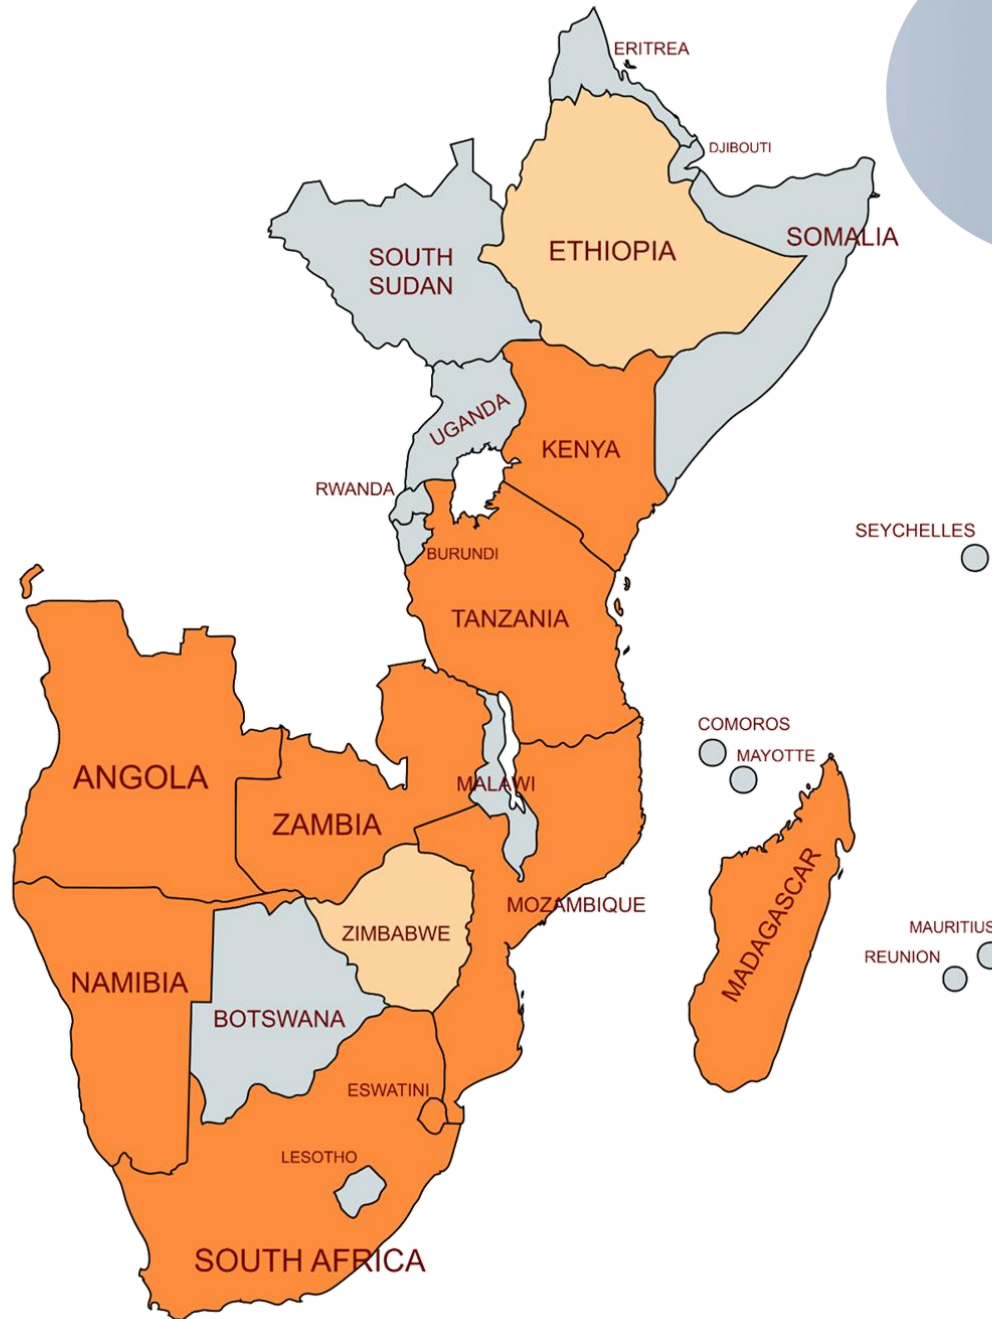 ERITREA
DJIBOUTI
SOMALIA
ETHIOPIA
SOUTH
SUDAN
UGANDA
KENYA
RWANDA
SEYCHELLES
BURUNDI
TANZANIA
COMOROS
MAYOTTE
ANGOLA
MALAWI
ZAMBIA
MOZAMBIQUE
MADAGASCAR
MAURITIUS
ZIMBABWE
REUNION
NAMIBIA
BOTSWANA
ESWATINI
LESOTHO
SOUTH AFRICA